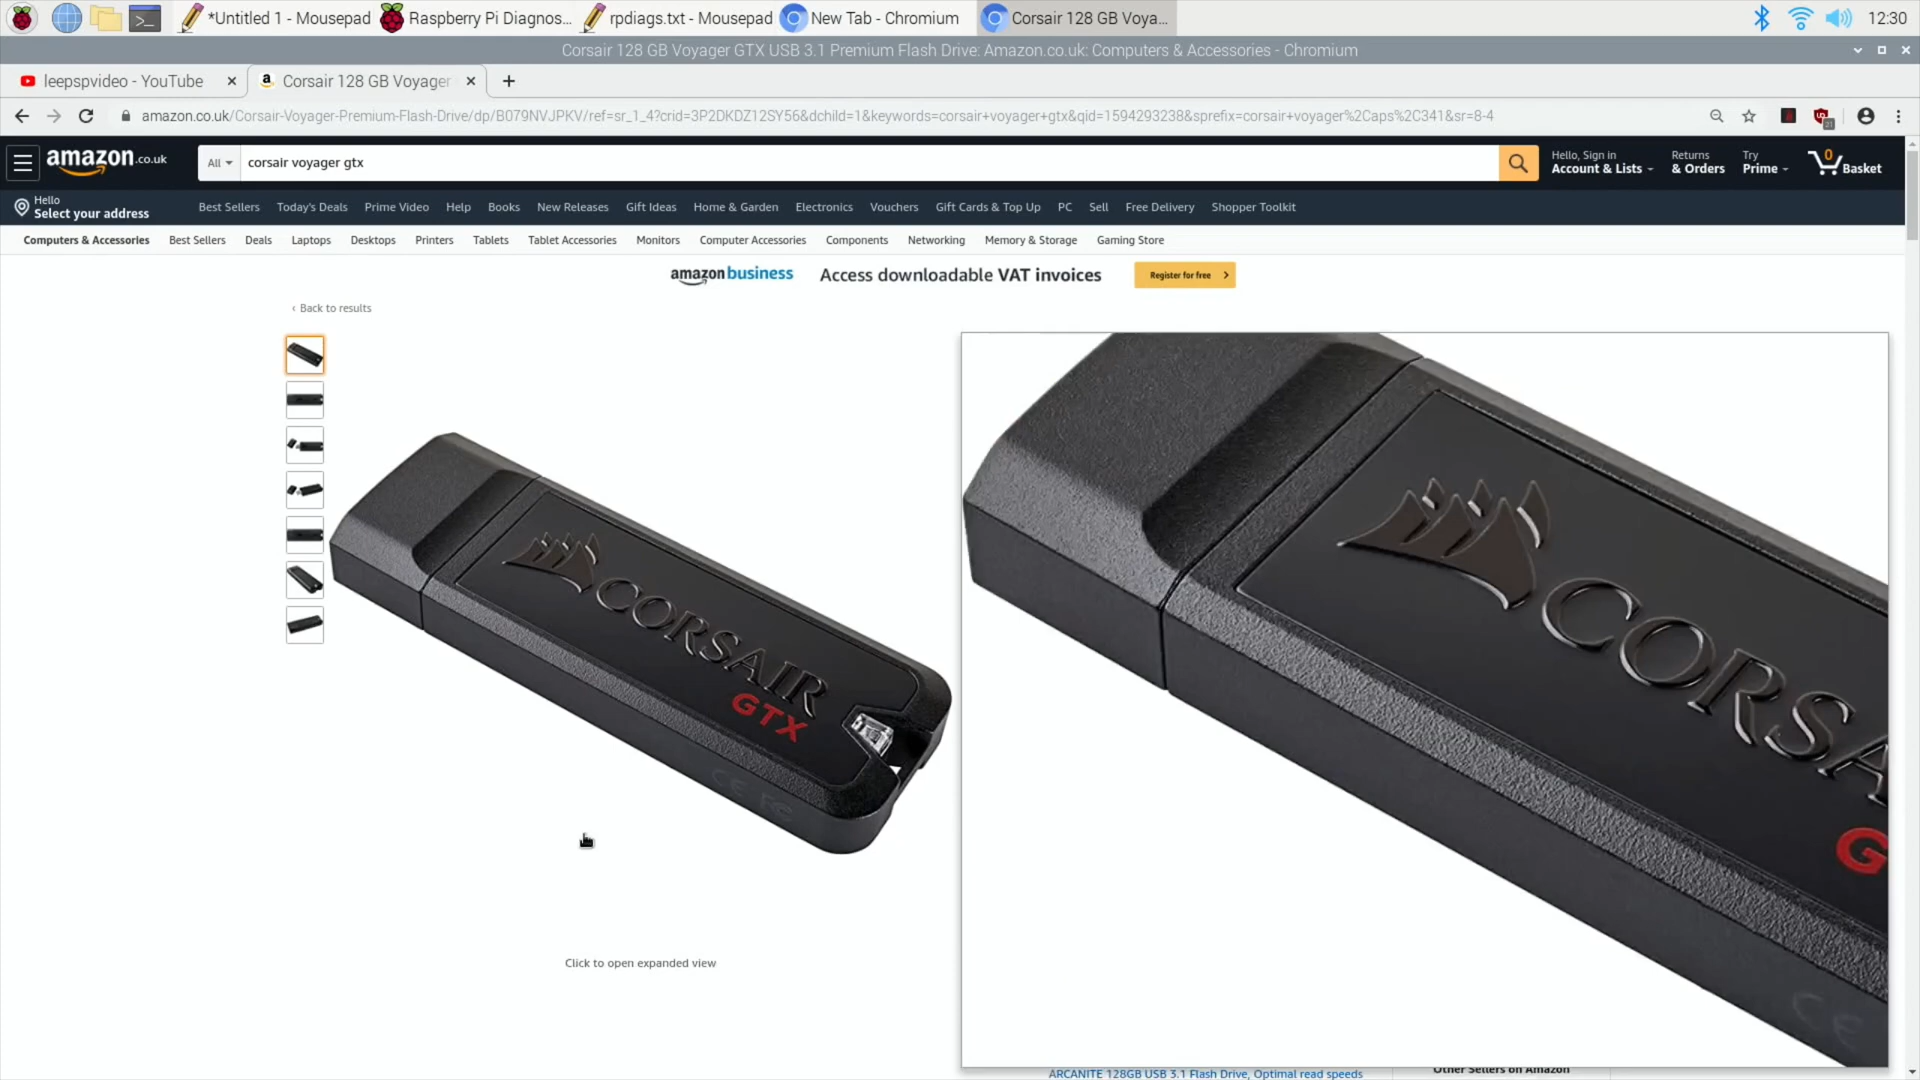 *Untitled 1 - Mousepad
Raspberry Pi Diagnos...
rpdiags.txt - Mousepad
New Tab - Chromium
Corsair 128 GB Voya...
12:30
Corsair 128 GB Voyager GTX USB 3.1 Premium Flash Drive: Amazon.co.uk: Computers & Accessories - Chromium
leepspvideo - YouTube
Corsair 128 GB Voyager
amazon.co.uk/Corsair-Voyager-Premium-Flash-Drive/dp/B079NVJPKV/ref=sr_1_4?crid=3P2DKDZ12SY56&dchild=1&keywords=corsair+voyager+gtx&qid=1594293238&sprefix=corsair+voyager%2Caps%2C341&sr=8-4
amazon.co.uk
All
corsair voyager gtx
Hello, Sign in
Account & Lists
Returns
& Orders
Try
Prime
0
Basket
Hello
Select your address
Best Sellers Today's Deals Prime Video Help Books New Releases Gift Ideas Home & Garden Electronics Vouchers Gift Cards & Top Up PC Sell Free Delivery Shopper Toolkit
Computers & Accessories Best Sellers Deals Laptops Desktops Printers Tablets Tablet Accessories Monitors Computer Accessories Components Networking Memory & Storage Gaming Store
amazon business
Access downloadable VAT invoices
Register for free
‹ Back to results
CORSAIR
GTX
CE FC
CORSA
G
CE
Click to open expanded view
ARCANITE 128GB USB 3.1 Flash Drive, Optimal read speeds
Other Sellers on Amazon